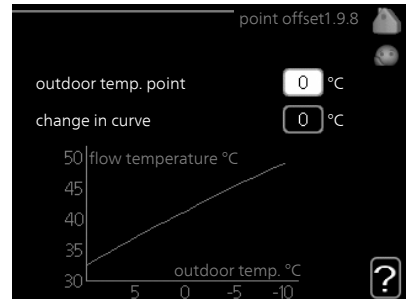 point offset1.9.8
outdoor temp. point 0 °C
change in curve 0 °C
50 flow temperature °C
45
40
35
30
outdoor temp. °C
5 0 -5 -10
?